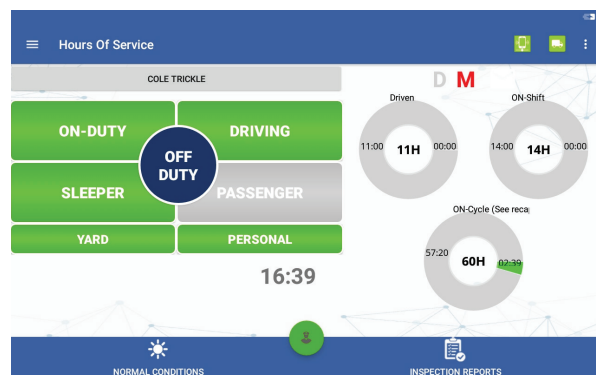 Hours Of Service
COLE TRICKLE
D M
ON-DUTY
DRIVING
OFF
DUTY
SLEEPER
PASSENGER
YARD
PERSONAL
16:39
Driven
11:00 11H 00:00
ON-Shift
14:00 14H 00:00
ON-Cycle (See reca
57:20 60H 02:39
NORMAL CONDITIONS
INSPECTION REPORTS